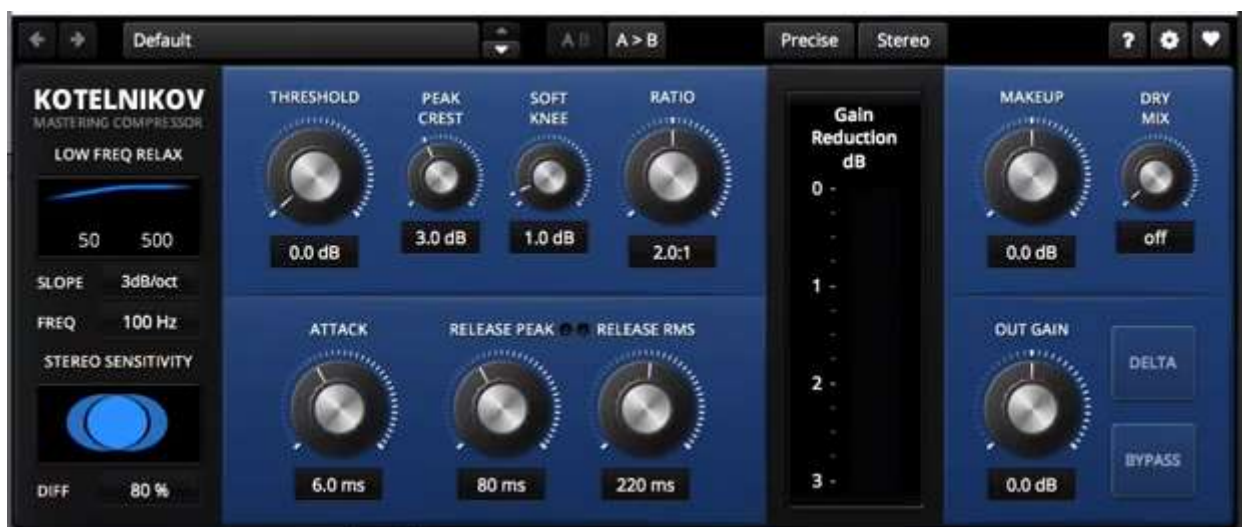 Default
A B
A > B
Precise
Stereo
?
KOTELNIKOV
MASTERING COMPRESSOR
LOW FREQ RELAX
50 500
SLOPE 3dB/oct
FREQ 100 Hz
STEREO SENSITIVITY
DIFF 80 %
THRESHOLD
0.0 dB
PEAK
CREST
3.0 dB
SOFT
KNEE
1.0 dB
RATIO
2.0:1
ATTACK
6.0 ms
RELEASE PEAK
80 ms
RELEASE RMS
220 ms
Gain
Reduction
dB
0 -
1 -
2 -
3 -
MAKEUP
0.0 dB
DRY
MIX
off
OUT GAIN
0.0 dB
DELTA
BYPASS